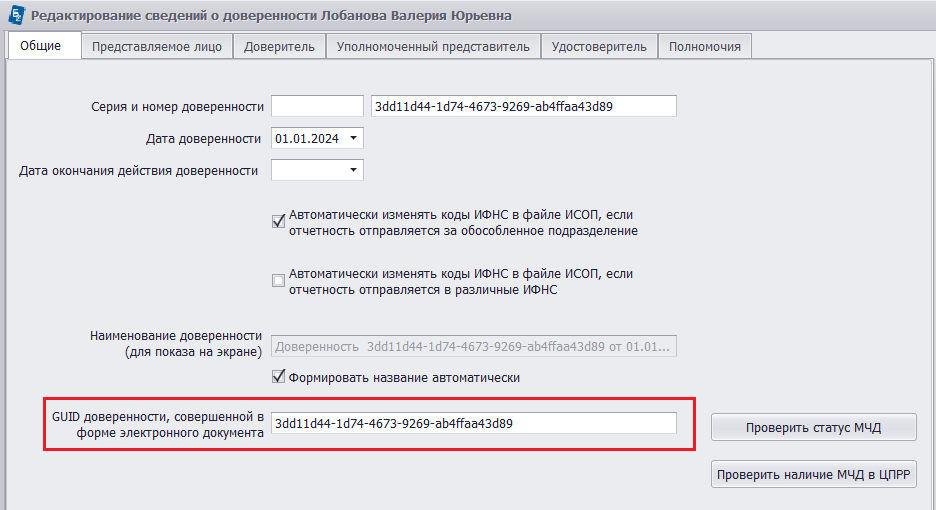 Редактирование сведений о доверенности Лобанова Валерия Юрьевна
Общие Представляемое лицо Доверитель Уполномоченный представитель Удостоверитель Полномочия
Серия и номер доверенности 3dd11d44-1d74-4673-9269-ab4ffaa43d89
Дата доверенности 01.01.2024
Дата окончания действия доверенности
Автоматически изменять коды ИФНС в файле ИСОП, если
отчетность отправляется за обособленное подразделение
Автоматически изменять коды ИФНС в файле ИСОП, если
отчетность отправляется в различные ИФНС
Наименование доверенности
(для показа на экране)
Доверенность 3dd11d44-1d74-4673-9269-ab4ffaa43d89 от 01.01...
Формировать название автоматически
GUID доверенности, совершенной в
форме электронного документа
3dd11d44-1d74-4673-9269-ab4ffaa43d89
Проверить статус МЧД
Проверить наличие МЧД в ЦПРР